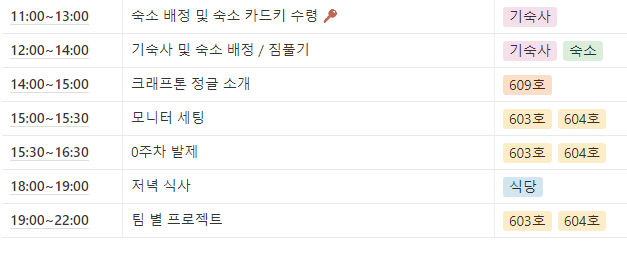 11:00~13:00 숙소 배정 및 숙소 카드키 수령 🔑 기숙사
12:00~14:00 기숙사 및 숙소 배정 / 짐풀기 기숙사 숙소
14:00~15:00 크래프톤 정글 소개 609호
15:00~15:30 모니터 세팅 603호 604호
15:30~16:30 0주차 발제 603호 604호
18:00~19:00 저녁 식사 식당
19:00~22:00 팀 별 프로젝트 603호 604호